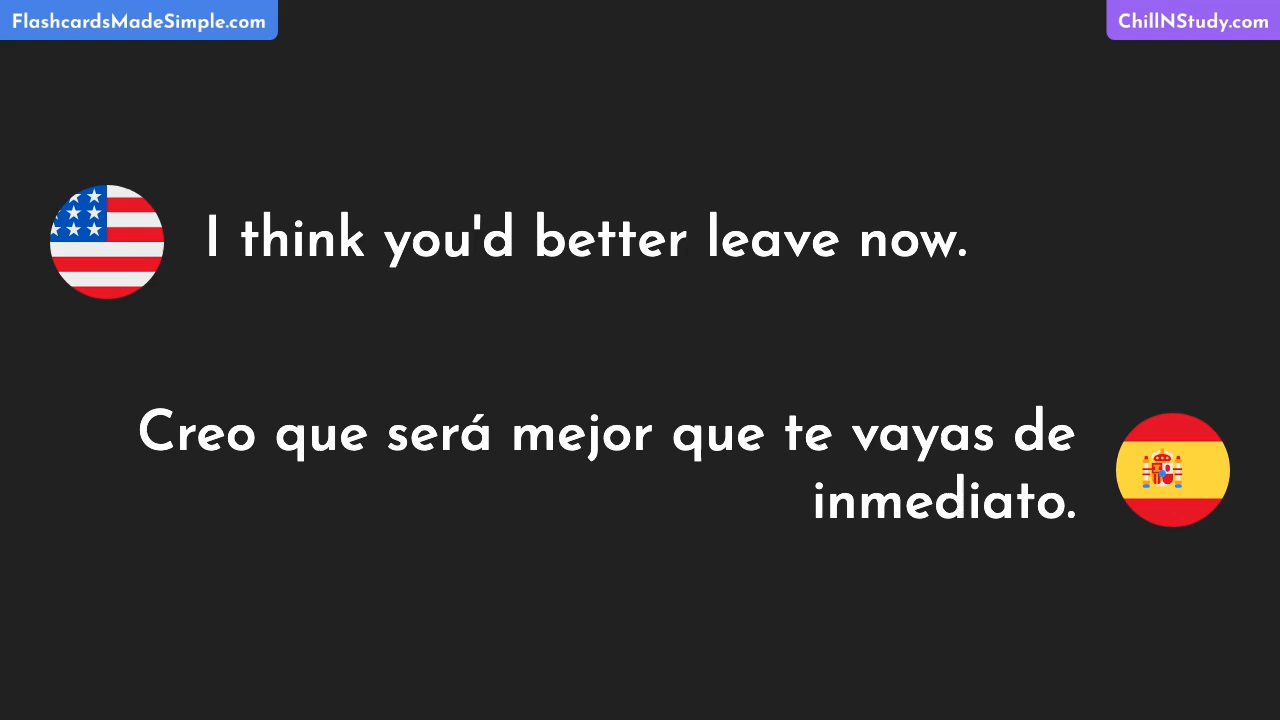 FlashcardsMadeSimple.com
ChillNStudy.com
I think you'd better leave now.
Creo que será mejor que te vayas de
inmediato.